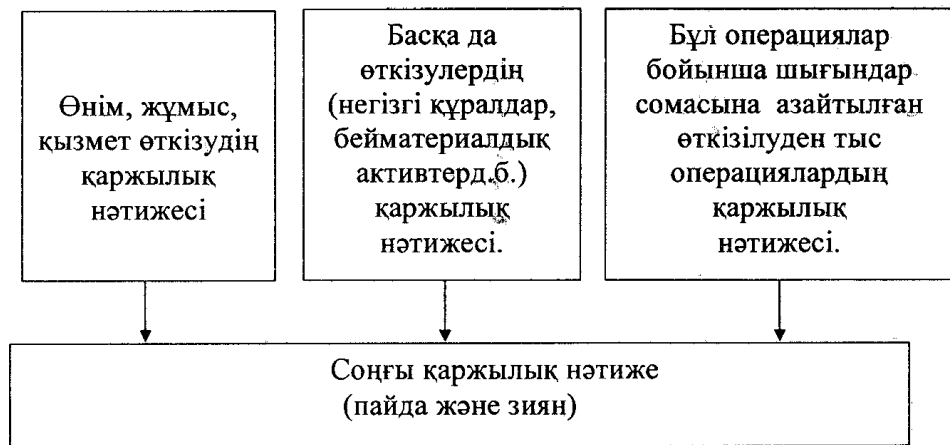 Өнім, жұмыс,
қызмет өткізудің
қаржылық
нәтижесі
Басқа да
өткізулердің
(негізгі құралдар,
бейматериалдық
активтерд.б.)
қаржылық
нәтижесі.
Бұл операциялар
бойынша шығындар
сомасына азайтылған
өткізілуден тыс
операциялардың
қаржылық
нәтижесі.
Соңғы қаржылық нәтиже
(пайда және зиян)